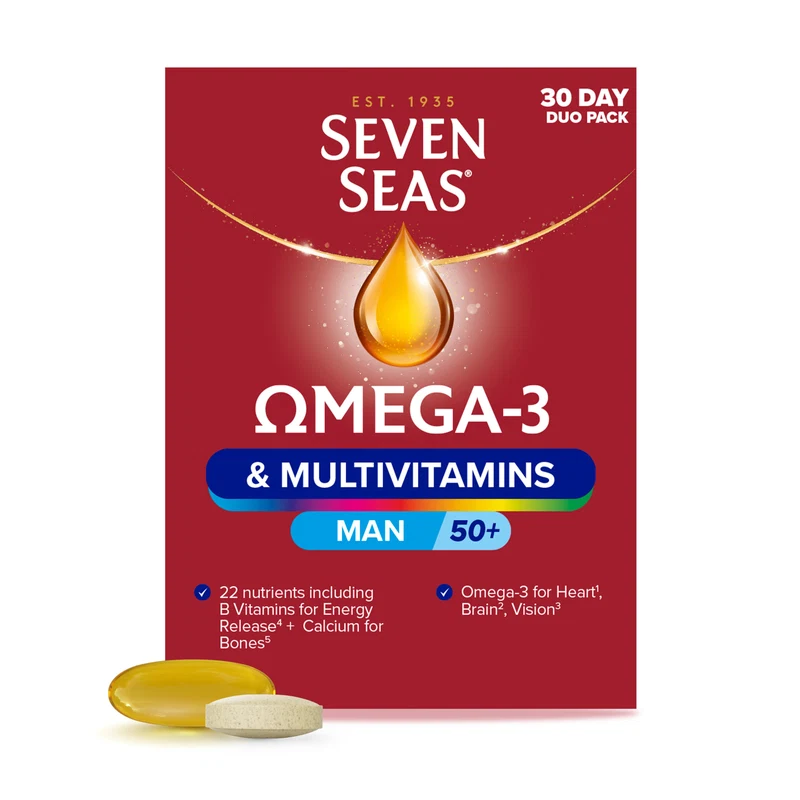 EST. 1935
SEVEN
SEAS®
30 DAY
DUO PACK
ΩMEGA-3
& MULTIVITAMINS
MAN 50+
22 nutrients including
B Vitamins for Energy
Release⁴ + Calcium for
Bones⁵
Omega-3 for Heart¹,
Brain², Vision³